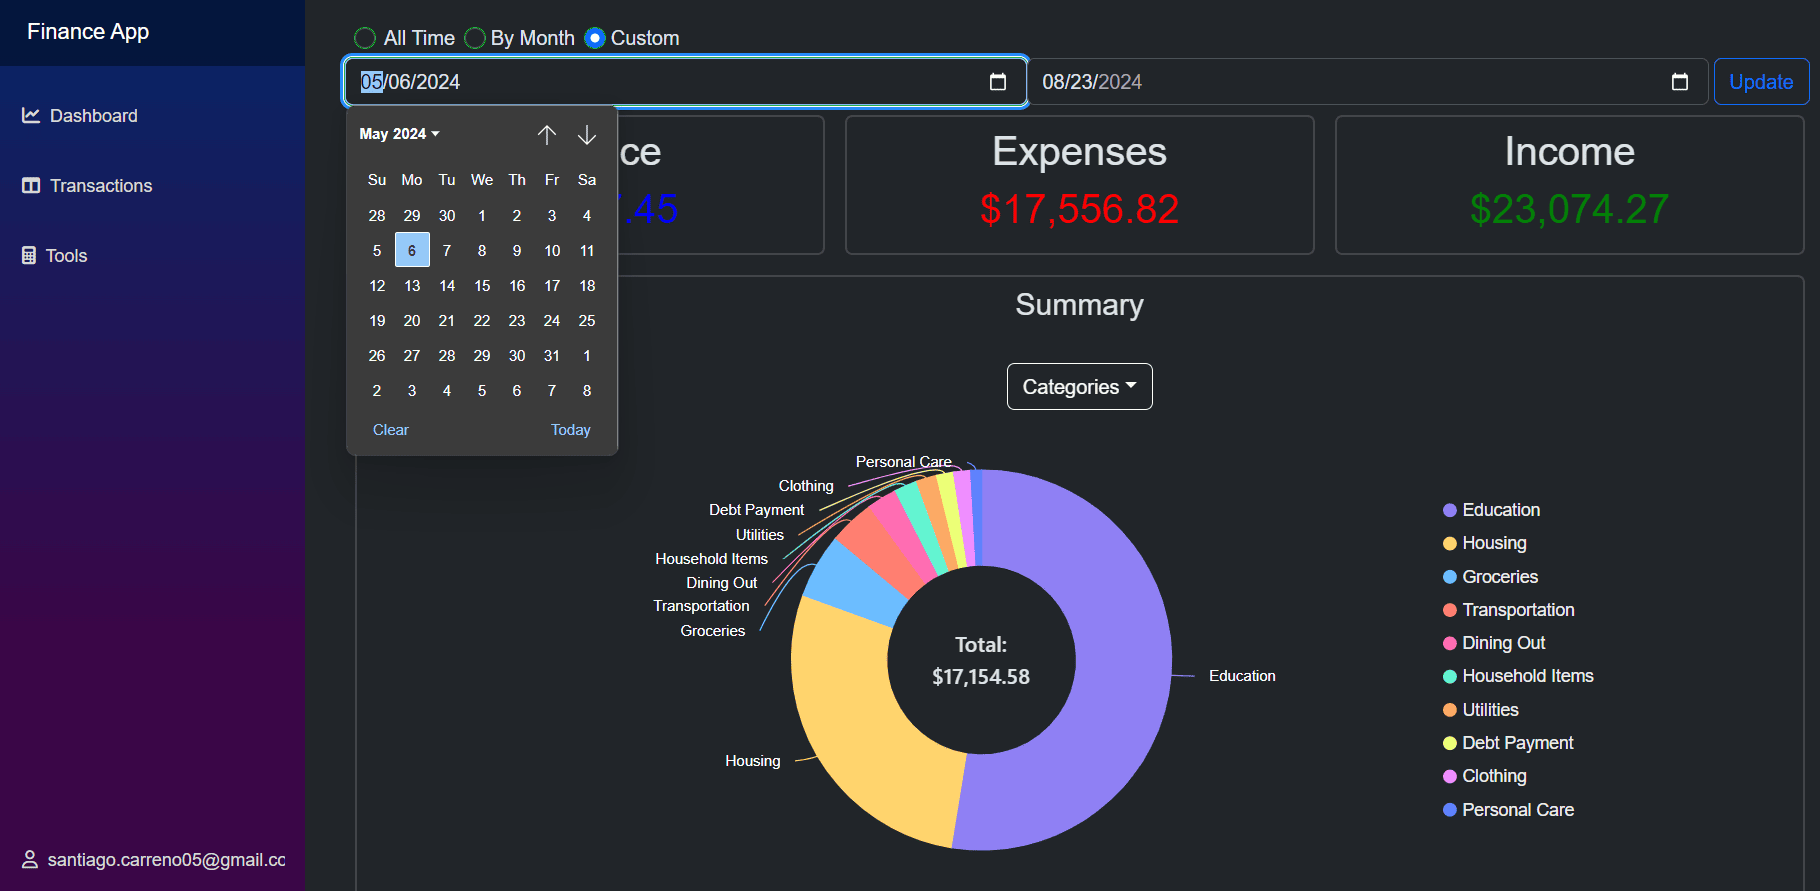 Finance App
Dashboard
Transactions
Tools
santiago.carreno05@gmail.cc
All Time By Month Custom
05/06/2024
08/23/2024
Update
May 2024
Su Mo Tu We Th Fr Sa
28 29 30 1 2 3 4
5 6 7 8 9 10 11
12 13 14 15 16 17 18
19 20 21 22 23 24 25
26 27 28 29 30 31 1
2 3 4 5 6 7 8
Clear Today
ce
.45
Expenses
$17,556.82
Income
$23,074.27
Summary
Categories
Personal Care
Clothing
Debt Payment
Utilities
Household Items
Dining Out
Transportation
Groceries
Housing
Education
Total:
$17,154.58
Education
Housing
Groceries
Transportation
Dining Out
Household Items
Utilities
Debt Payment
Clothing
Personal Care